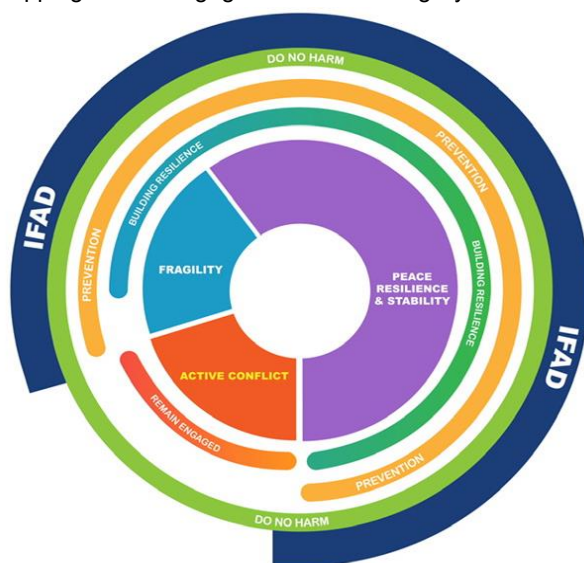 DO NO HARM
PREVENTION
BUILDING RESILIENCE
IFAD
PREVENTION
FRAGILITY
PEACE
RESILIENCE
& STABILITY
BUILDING RESILIENCE
IFAD
ACTIVE CONFLICT
REMAIN ENGAGED
PREVENTION
DO NO HARM